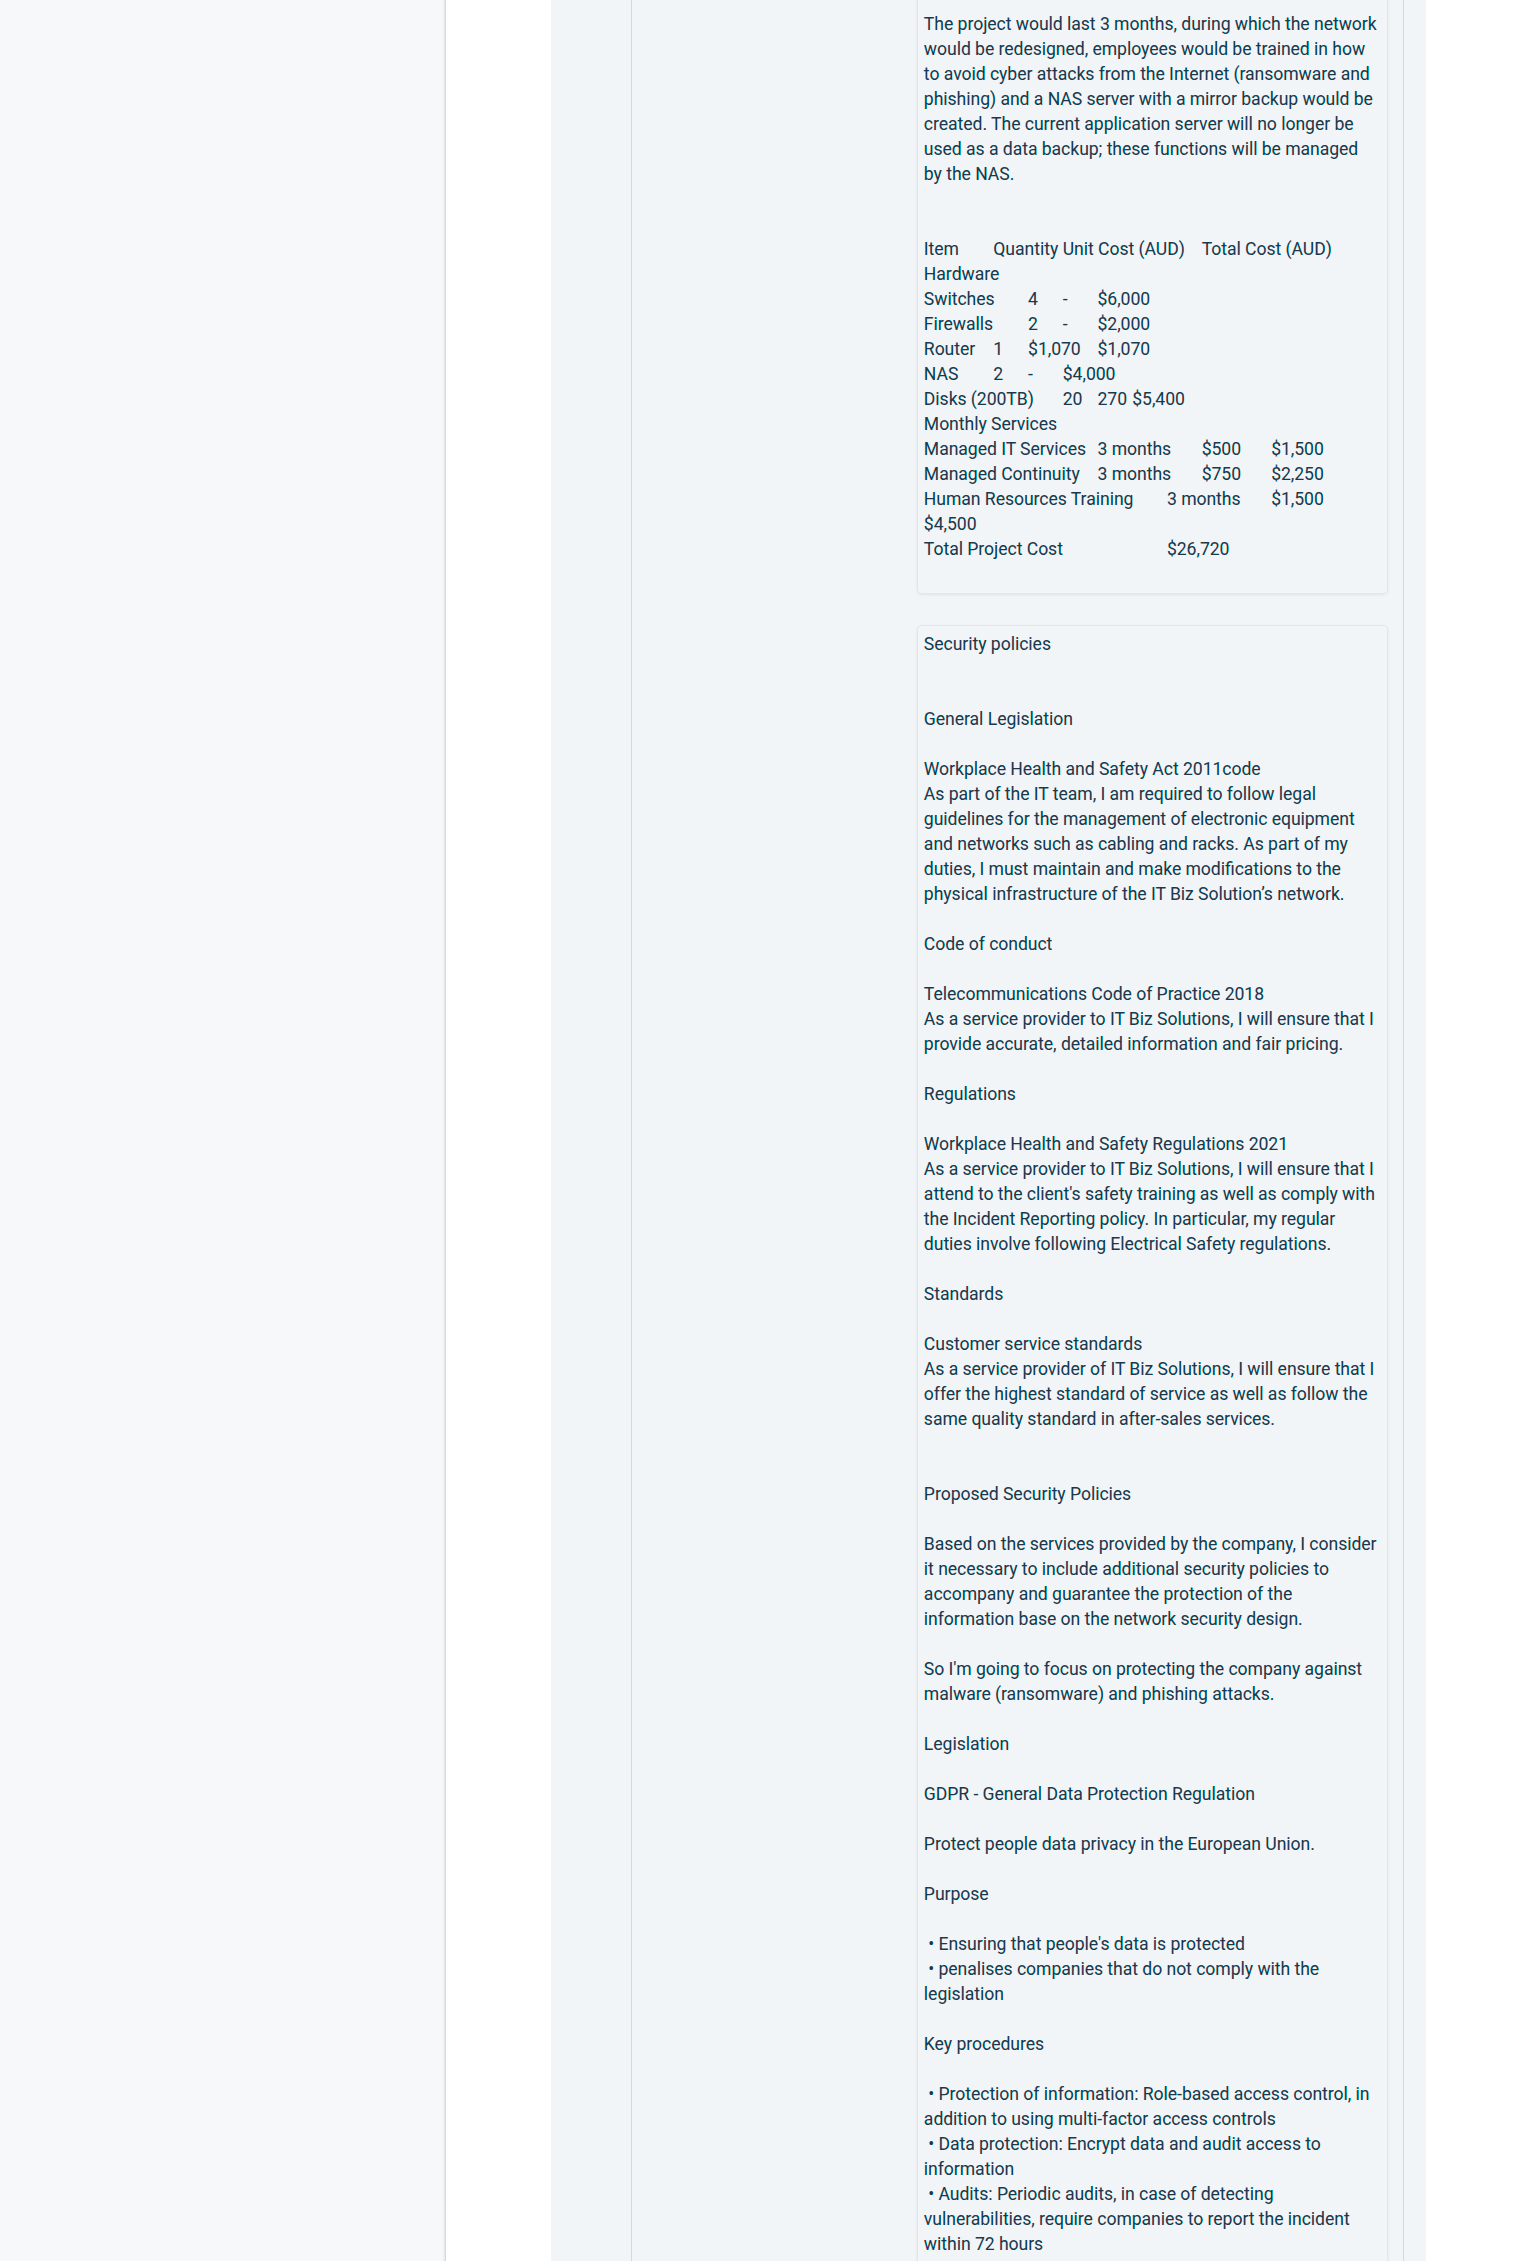 The project would last 3 months, during which the network
would be redesigned, employees would be trained in how
to avoid cyber attacks from the Internet (ransomware and
phishing) and a NAS server with a mirror backup would be
created. The current application server will no longer be
used as a data backup; these functions will be managed
by the NAS.
Item Quantity Unit Cost (AUD) Total Cost (AUD)
Hardware
Switches 4 - $6,000
Firewalls 2 - $2,000
Router 1 $1,070 $1,070
NAS 2 - $4,000
Disks (200TB) 20 270 $5,400
Monthly Services
Managed IT Services 3 months $500 $1,500
Managed Continuity 3 months $750 $2,250
Human Resources Training 3 months $1,500
$4,500
Total Project Cost $26,720
Security policies
General Legislation
Workplace Health and Safety Act 2011code
As part of the IT team, I am required to follow legal
guidelines for the management of electronic equipment
and networks such as cabling and racks. As part of my
duties, I must maintain and make modifications to the
physical infrastructure of the IT Biz Solution’s network.
Code of conduct
Telecommunications Code of Practice 2018
As a service provider to IT Biz Solutions, I will ensure that I
provide accurate, detailed information and fair pricing.
Regulations
Workplace Health and Safety Regulations 2021
As a service provider to IT Biz Solutions, I will ensure that I
attend to the client's safety training as well as comply with
the Incident Reporting policy. In particular, my regular
duties involve following Electrical Safety regulations.
Standards
Customer service standards
As a service provider of IT Biz Solutions, I will ensure that I
offer the highest standard of service as well as follow the
same quality standard in after-sales services.
Proposed Security Policies
Based on the services provided by the company, I consider
it necessary to include additional security policies to
accompany and guarantee the protection of the
information base on the network security design.
So I'm going to focus on protecting the company against
malware (ransomware) and phishing attacks.
Legislation
GDPR - General Data Protection Regulation
Protect people data privacy in the European Union.
Purpose
• Ensuring that people's data is protected
• penalises companies that do not comply with the
legislation
Key procedures
• Protection of information: Role-based access control, in
addition to using multi-factor access controls
• Data protection: Encrypt data and audit access to
information
• Audits: Periodic audits, in case of detecting
vulnerabilities, require companies to report the incident
within 72 hours